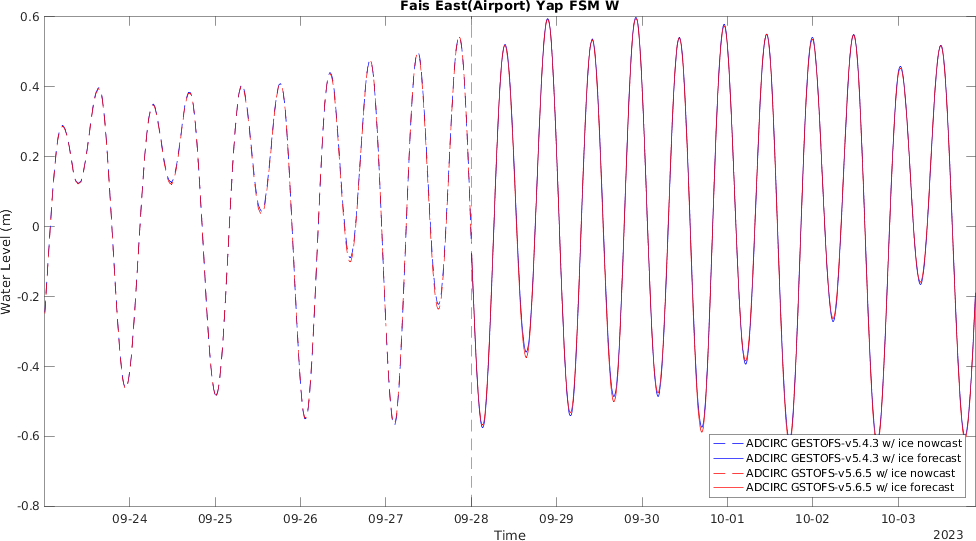 Fais East(Airport) Yap FSM W
0.6
0.4
0.2
0
-0.2
-0.4
-0.6
-0.8
Water Level (m)
ADCIRC GESTOFS-v5.4.3 w/ ice nowcast
ADCIRC GESTOFS-v5.4.3 w/ ice forecast
ADCIRC GSTOFS-v5.6.5 w/ ice nowcast
ADCIRC GSTOFS-v5.6.5 w/ ice forecast
09-24 09-25 09-26 09-27 09-28 09-29 09-30 10-01 10-02 10-03
Time
2023